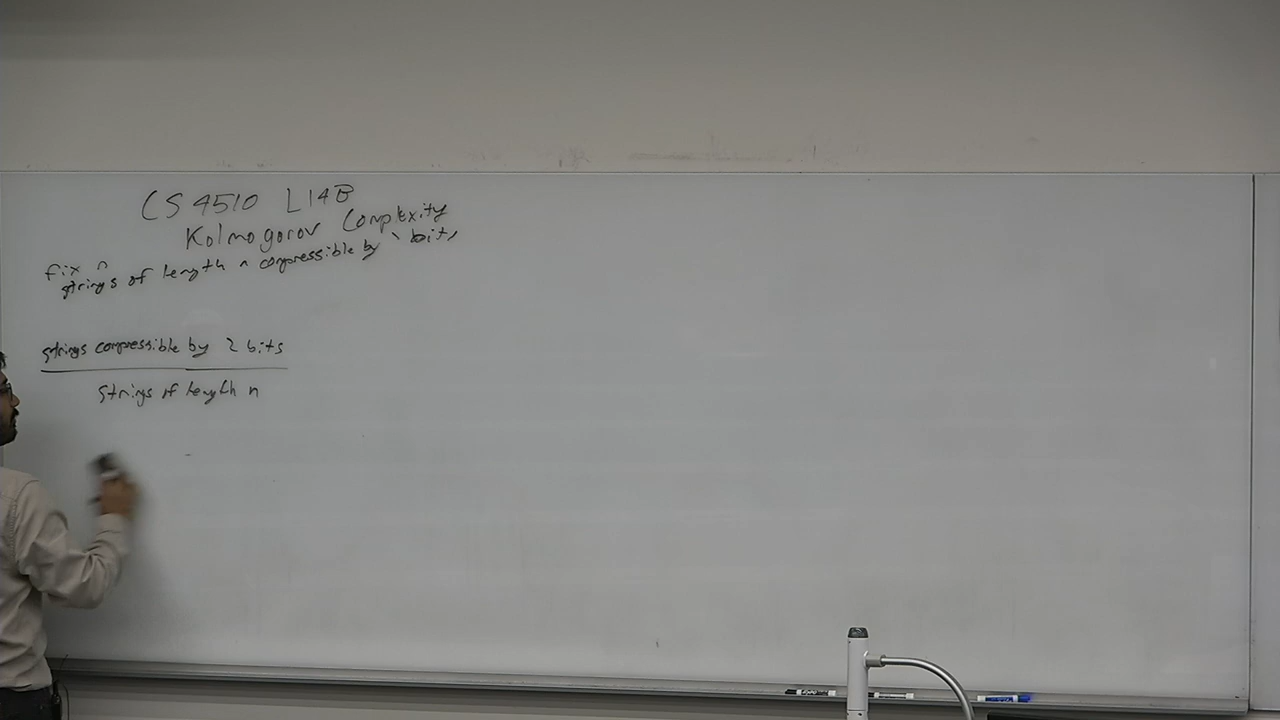 CS 4510 L14B
Kolmogorov Complexity
fix n
strings of length n compressible by 1 bits
strings compressible by 2 bits
strings of length n